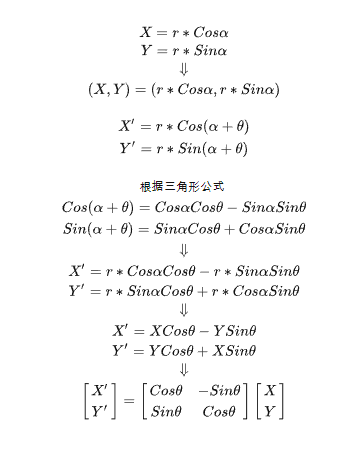 X = r * Cosα
Y = r * Sinα
⇓
(X, Y) = (r * Cosα, r * Sinα)
X′ = r * Cos(α + θ)
Y′ = r * Sin(α + θ)
根据三角形公式
Cos(α + θ) = CosαCosθ − SinαSinθ
Sin(α + θ) = SinαCosθ + CosαSinθ
⇓
X′ = r * CosαCosθ − r * SinαSinθ
Y′ = r * SinαCosθ + r * CosαSinθ
⇓
X′ = XCosθ − YSinθ
Y′ = YCosθ + XSinθ
⇓
[X′ Y′] = [Cosθ −Sinθ Sinθ Cosθ] [X Y]